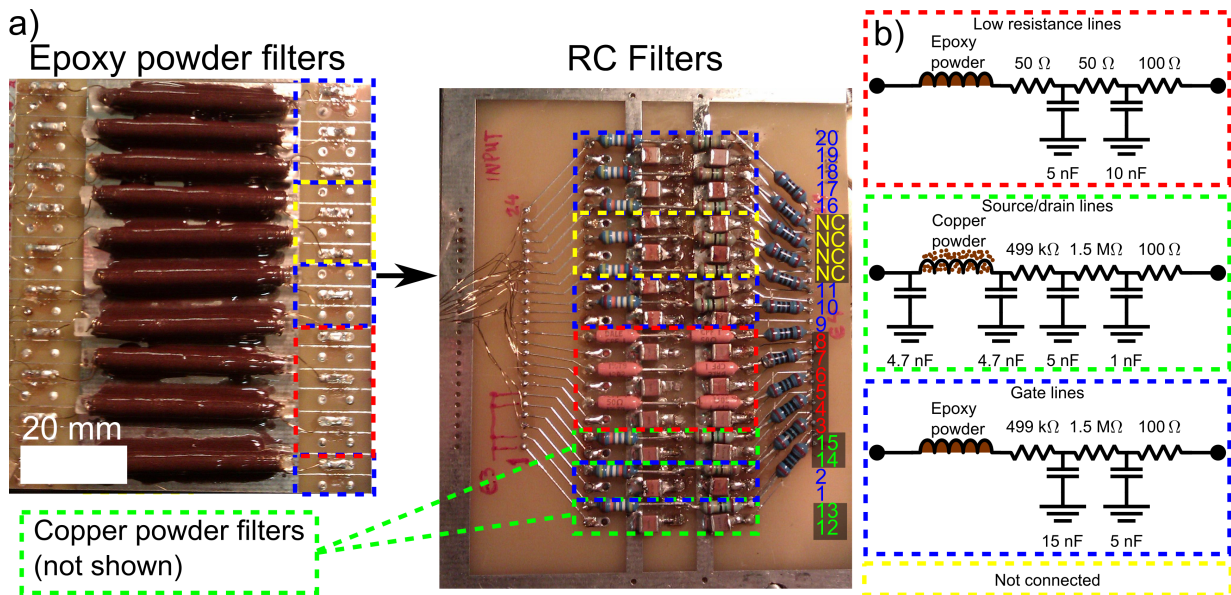 a)
Epoxy powder filters
20 mm
Copper powder filters
(not shown)
RC Filters
INPUT
24
20
19
18
17
16
NC
NC
NC
NC
11
10
9
8
7
6
5
4
3
15
14
2
1
13
12
b)
Low resistance lines
Epoxy
powder
50 Ω
50 Ω
100 Ω
5 nF
10 nF
Source/drain lines
Copper
powder
499 kΩ
1.5 MΩ
100 Ω
4.7 nF
4.7 nF
5 nF
1 nF
Gate lines
Epoxy
powder
499 kΩ
1.5 MΩ
100 Ω
15 nF
5 nF
Not connected